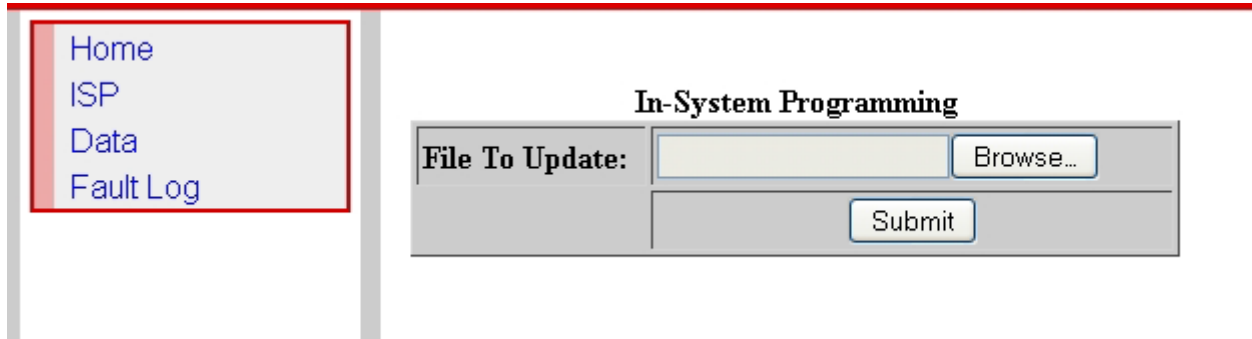 Home
ISP
Data
Fault Log
In-System Programming
File To Update:
Browse...
Submit